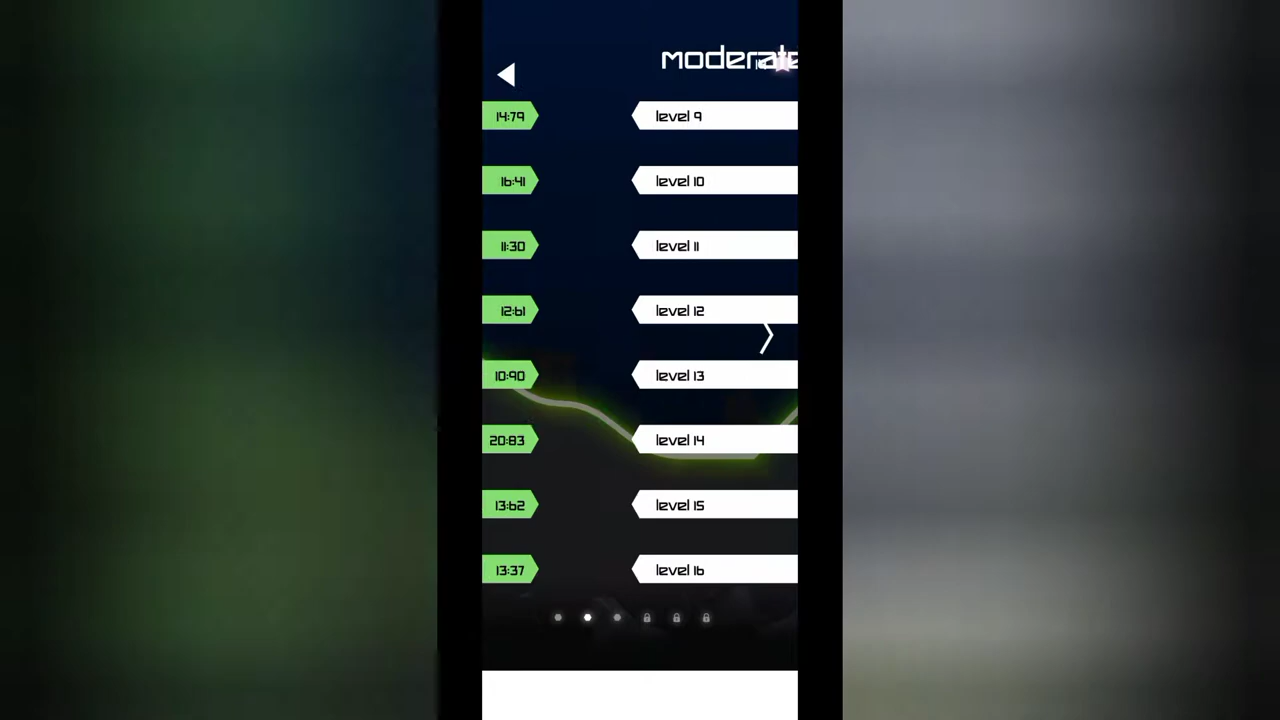 moderate
14:79 level 9
16:41 level 10
11:30 level 11
12:61 level 12
10:90 level 13
20:83 level 14
13:62 level 15
13:37 level 16